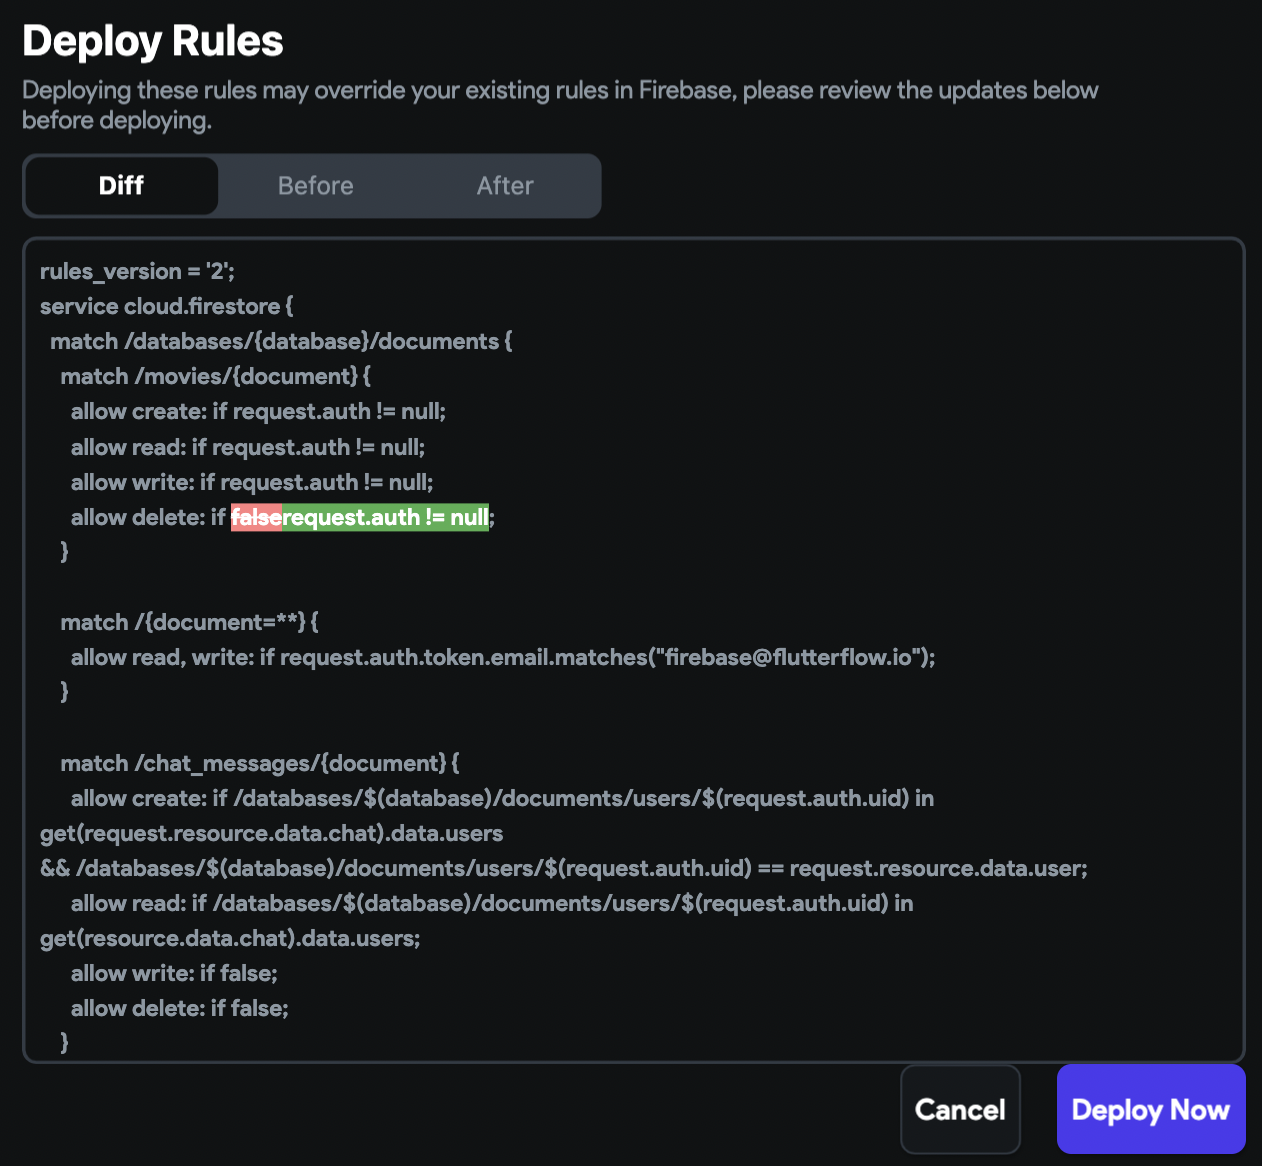 Deploy Rules
Deploying these rules may override your existing rules in Firebase, please review the updates below
before deploying.
Diff
Before
After
rules_version = '2';
service cloud.firestore {
match /databases/{database}/documents {
match /movies/{document} {
allow create: if request.auth != null;
allow read: if request.auth != null;
allow write: if request.auth != null;
allow delete: if falserequest.auth != null;
}
match /{document=**} {
allow read, write: if request.auth.token.email.matches("firebase@flutterflow.io");
}
match /chat_messages/{document} {
allow create: if /databases/$(database)/documents/users/$(request.auth.uid) in
get(request.resource.data.chat).data.users
&& /databases/$(database)/documents/users/$(request.auth.uid) == request.resource.data.user;
allow read: if /databases/$(database)/documents/users/$(request.auth.uid) in
get(resource.data.chat).data.users;
allow write: if false;
allow delete: if false;
}
Cancel
Deploy Now